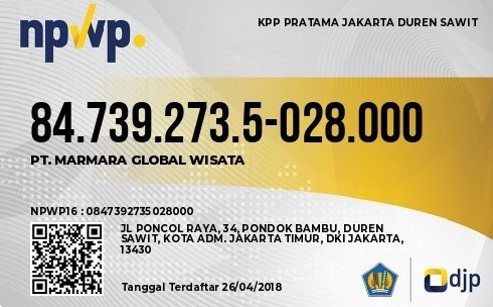 npwp.
KPP PRATAMA JAKARTA DUREN SAWIT
84.739.273.5-028.000
PT. MARMARA GLOBAL WISATA
NPWP16 : 0847392735028000
JL PONCOL RAYA, 34, PONDOK BAMBU, DUREN
SAWIT, KOTA ADM. JAKARTA TIMUR, DKI JAKARTA,
13430
Tanggal Terdaftar 26/04/2018
djp